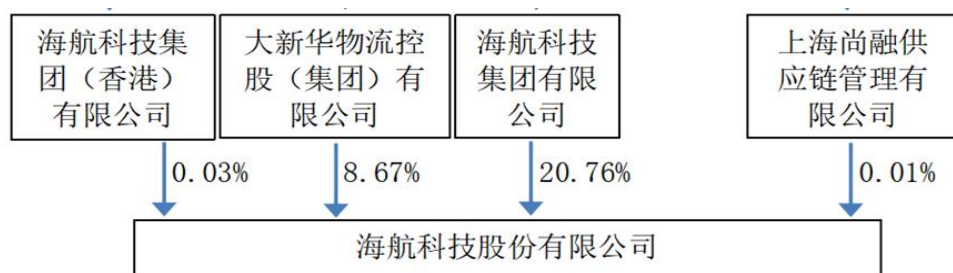 海航科技集
团（香港）
有限公司
大新华物流控
股（集团）有
限公司
海航科技
集团有限
公司
上海尚融供
应链管理有
限公司
0.03%
8.67%
20.76%
0.01%
海航科技股份有限公司